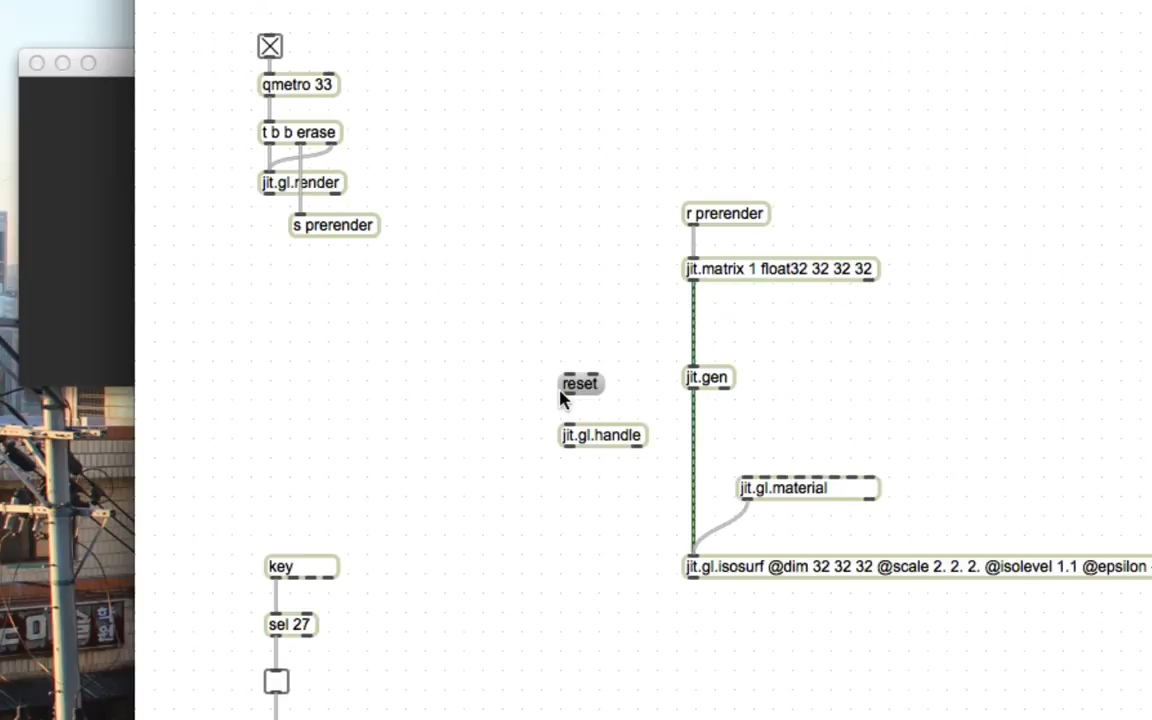 qmetro 33
t b b erase
jit.gl.render
s prerender
r prerender
jit.matrix 1 float32 32 32 32
reset
jit.gen
jit.gl.handle
jit.gl.material
key
jit.gl.isosurf @dim 32 32 32 @scale 2. 2. 2. @isolevel 1.1 @epsilon
sel 27